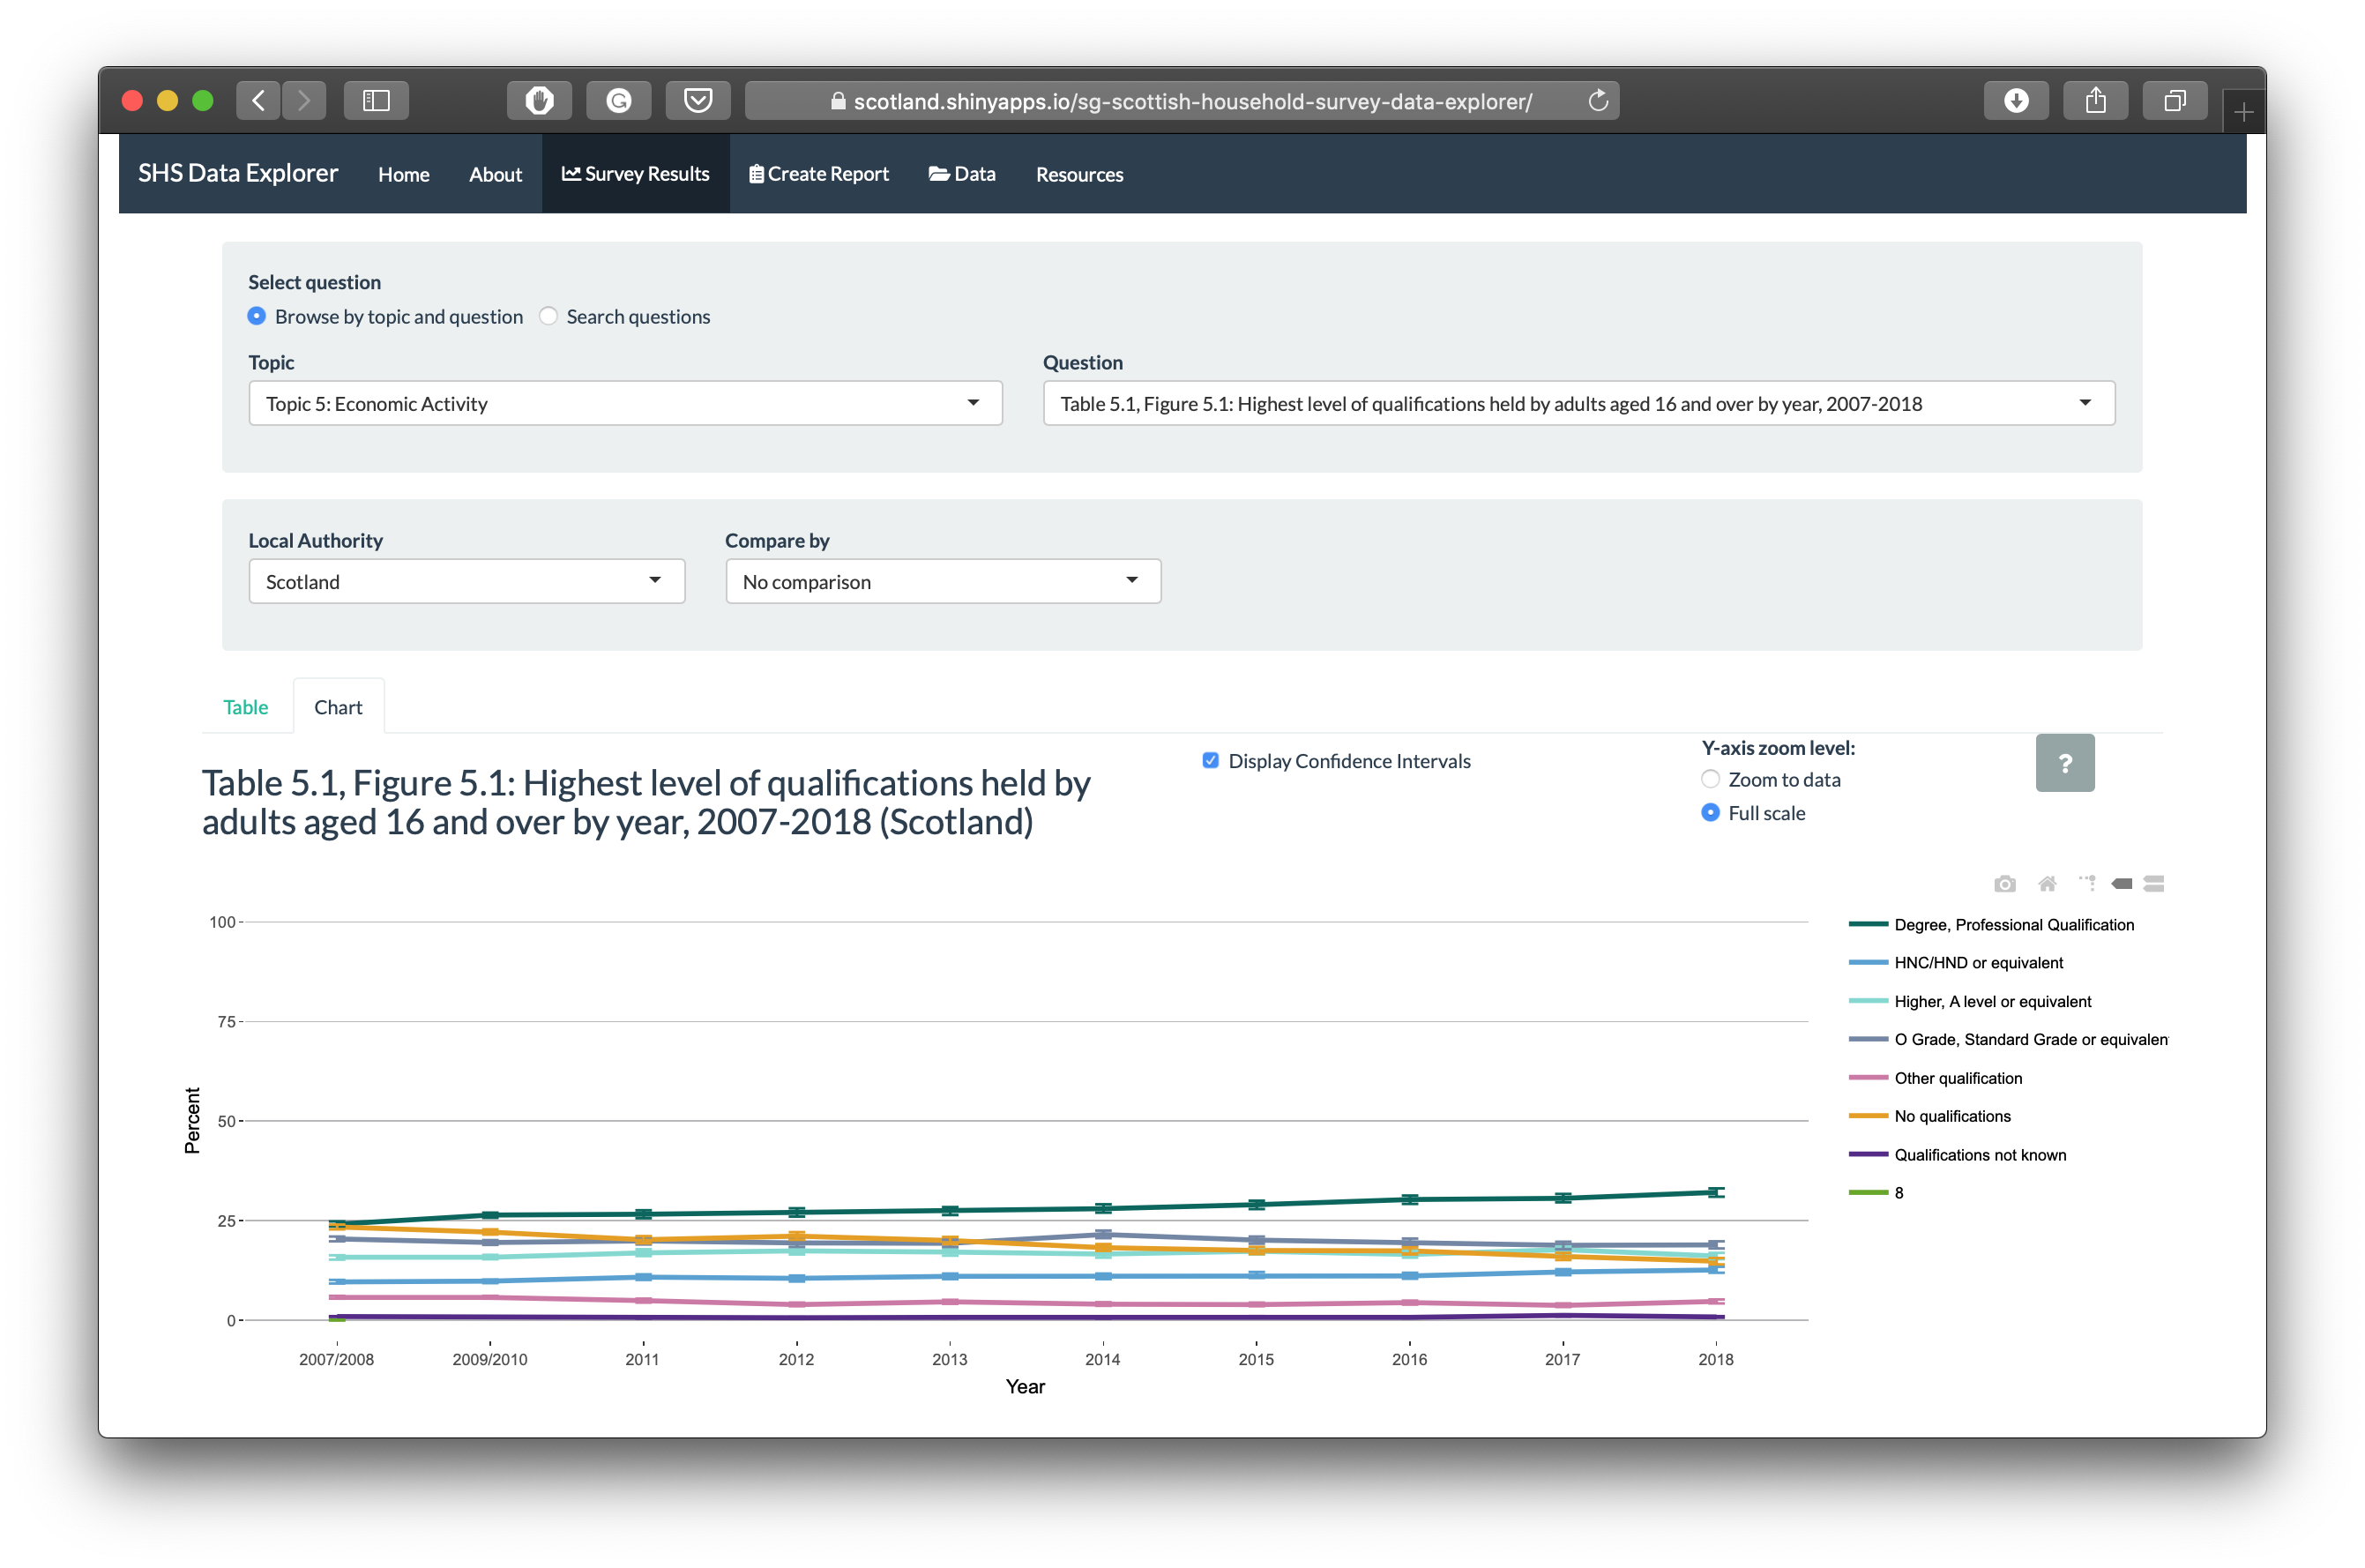 scotland.shinyapps.io/sg-scottish-household-survey-data-explorer/
SHS Data Explorer Home About Survey Results Create Report Data Resources
Select question
Browse by topic and question Search questions
Topic Question
Topic 5: Economic Activity Table 5.1, Figure 5.1: Highest level of qualifications held by adults aged 16 and over by year, 2007-2018
Local Authority Compare by
Scotland No comparison
Table Chart
Table 5.1, Figure 5.1: Highest level of qualifications held by
adults aged 16 and over by year, 2007-2018 (Scotland)
Display Confidence Intervals
Y-axis zoom level:
Zoom to data
Full scale
?
100
75
50
25
0
Percent
2007/2008 2009/2010 2011 2012 2013 2014 2015 2016 2017 2018
Year
Degree, Professional Qualification
HNC/HND or equivalent
Higher, A level or equivalent
O Grade, Standard Grade or equivalen
Other qualification
No qualifications
Qualifications not known
8